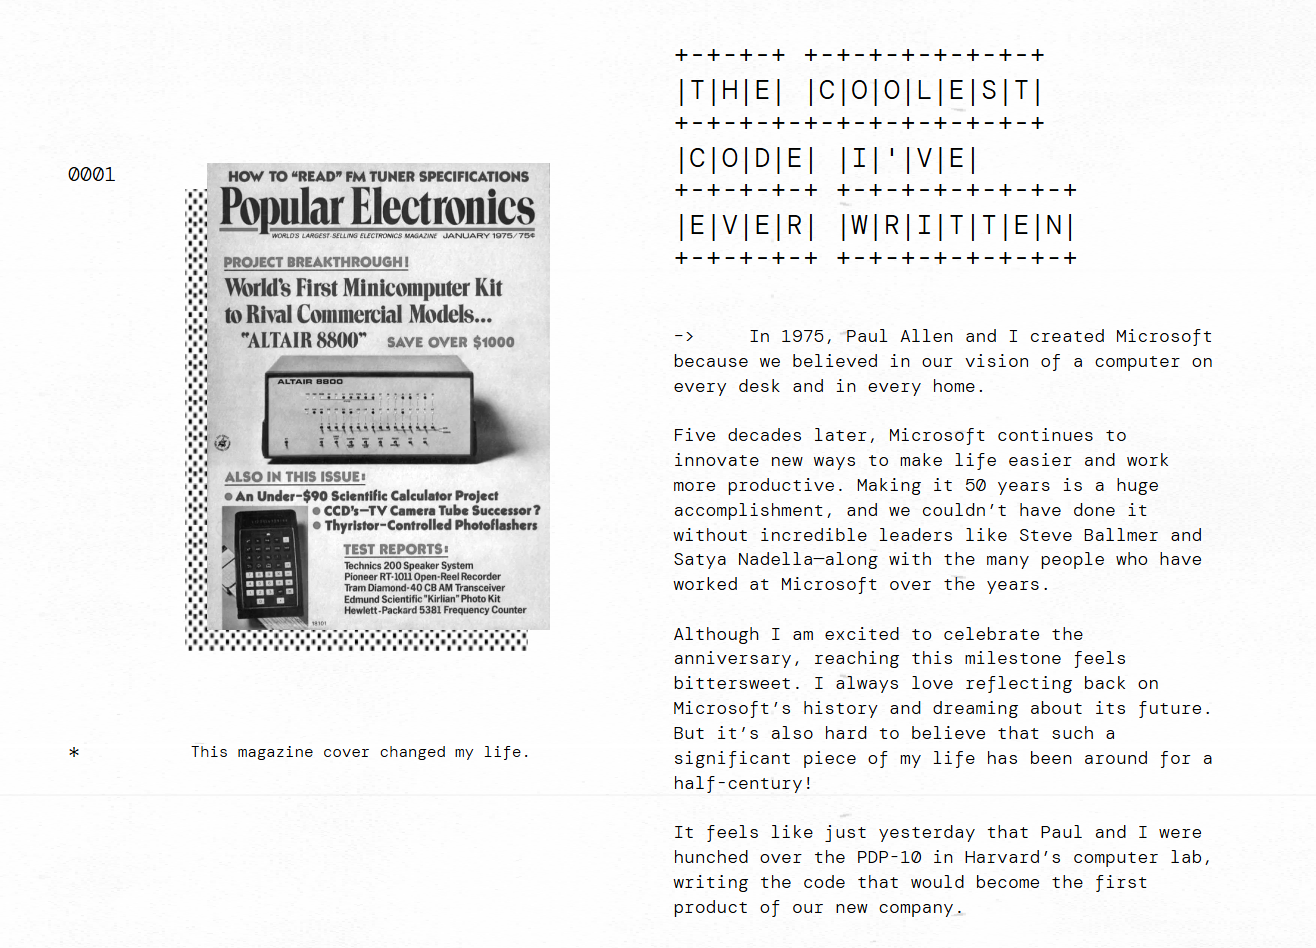 0001
HOW TO “READ” FM TUNER SPECIFICATIONS
Popular Electronics
WORLD'S LARGEST-SELLING ELECTRONICS MAGAZINE JANUARY 1975/75¢
PROJECT BREAKTHROUGH!
World's First Minicomputer Kit
to Rival Commercial Models...
"ALTAIR 8800" SAVE OVER $1000
ALTAIR 8800
ALSO IN THIS ISSUE:
● An Under-$90 Scientific Calculator Project
● CCD's—TV Camera Tube Successor?
● Thyristor-Controlled Photoflashers
TEST REPORTS:
Technics 200 Speaker System
Pioneer RT-1011 Open-Reel Recorder
Tram Diamond-40 CB AM Transceiver
Edmund Scientific "Kirlian" Photo Kit
Hewlett-Packard 5381 Frequency Counter
18101
* This magazine cover changed my life.
+-+-+-+ +-+-+-+-+-+-+-+
|T|H|E| |C|O|O|L|E|S|T|
+-+-+-+-+-+-+-+-+-+-+-+
|C|O|D|E| |I|'|V|E|
+-+-+-+-+ +-+-+-+-+-+-+-+
|E|V|E|R| |W|R|I|T|T|E|N|
+-+-+-+-+ +-+-+-+-+-+-+-+
-> In 1975, Paul Allen and I created Microsoft
because we believed in our vision of a computer on
every desk and in every home.
Five decades later, Microsoft continues to
innovate new ways to make life easier and work
more productive. Making it 50 years is a huge
accomplishment, and we couldn’t have done it
without incredible leaders like Steve Ballmer and
Satya Nadella—along with the many people who have
worked at Microsoft over the years.
Although I am excited to celebrate the
anniversary, reaching this milestone feels
bittersweet. I always love reflecting back on
Microsoft’s history and dreaming about its future.
But it’s also hard to believe that such a
significant piece of my life has been around for a
half-century!
It feels like just yesterday that Paul and I were
hunched over the PDP-10 in Harvard’s computer lab,
writing the code that would become the first
product of our new company.